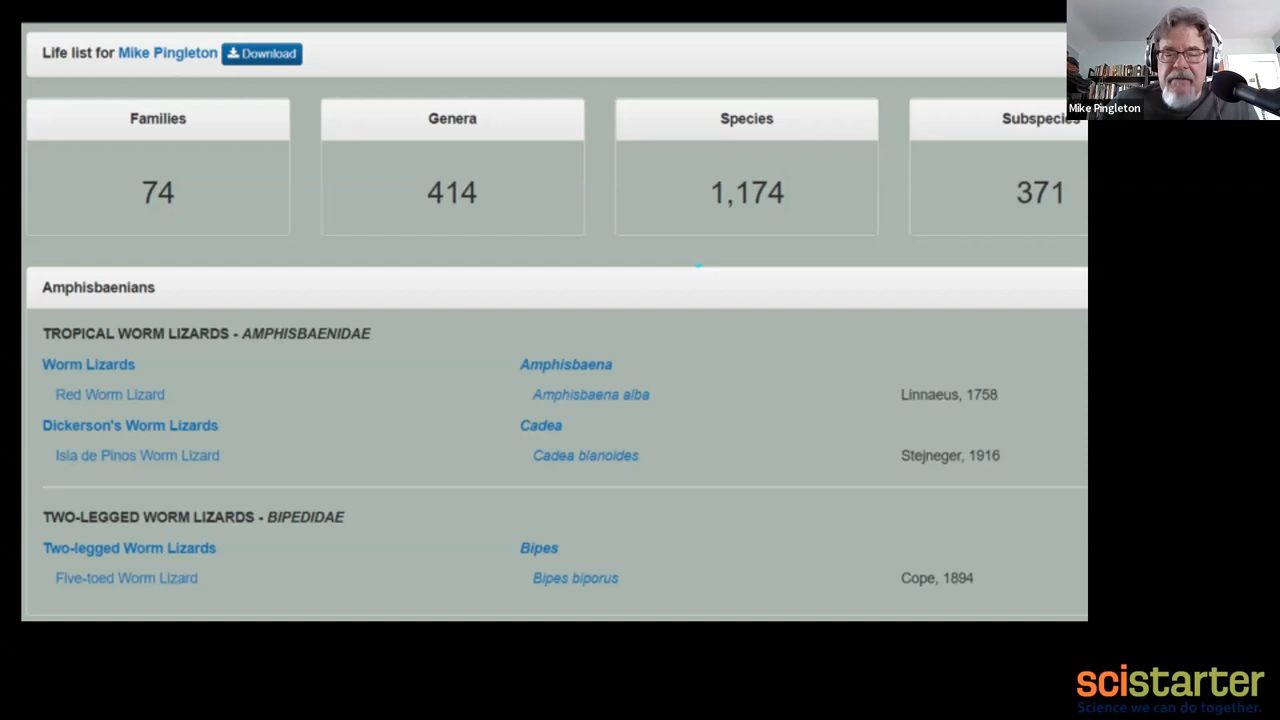 Life list for Mike Pingleton Download
Mike Pingleton
Families Genera Species Subspecies
74 414 1,174 371
Amphisbaenians
TROPICAL WORM LIZARDS - AMPHISBAENIDAE
Worm Lizards Amphisbaena
Red Worm Lizard Amphisbaena alba Linnaeus, 1758
Dickerson's Worm Lizards Cadea
Isla de Pinos Worm Lizard Cadea blanoides Stejneger, 1916
TWO-LEGGED WORM LIZARDS - BIPEDIDAE
Two-legged Worm Lizards Bipes
Five-toed Worm Lizard Bipes biporus Cope, 1894
scistarter
Science we can do together.